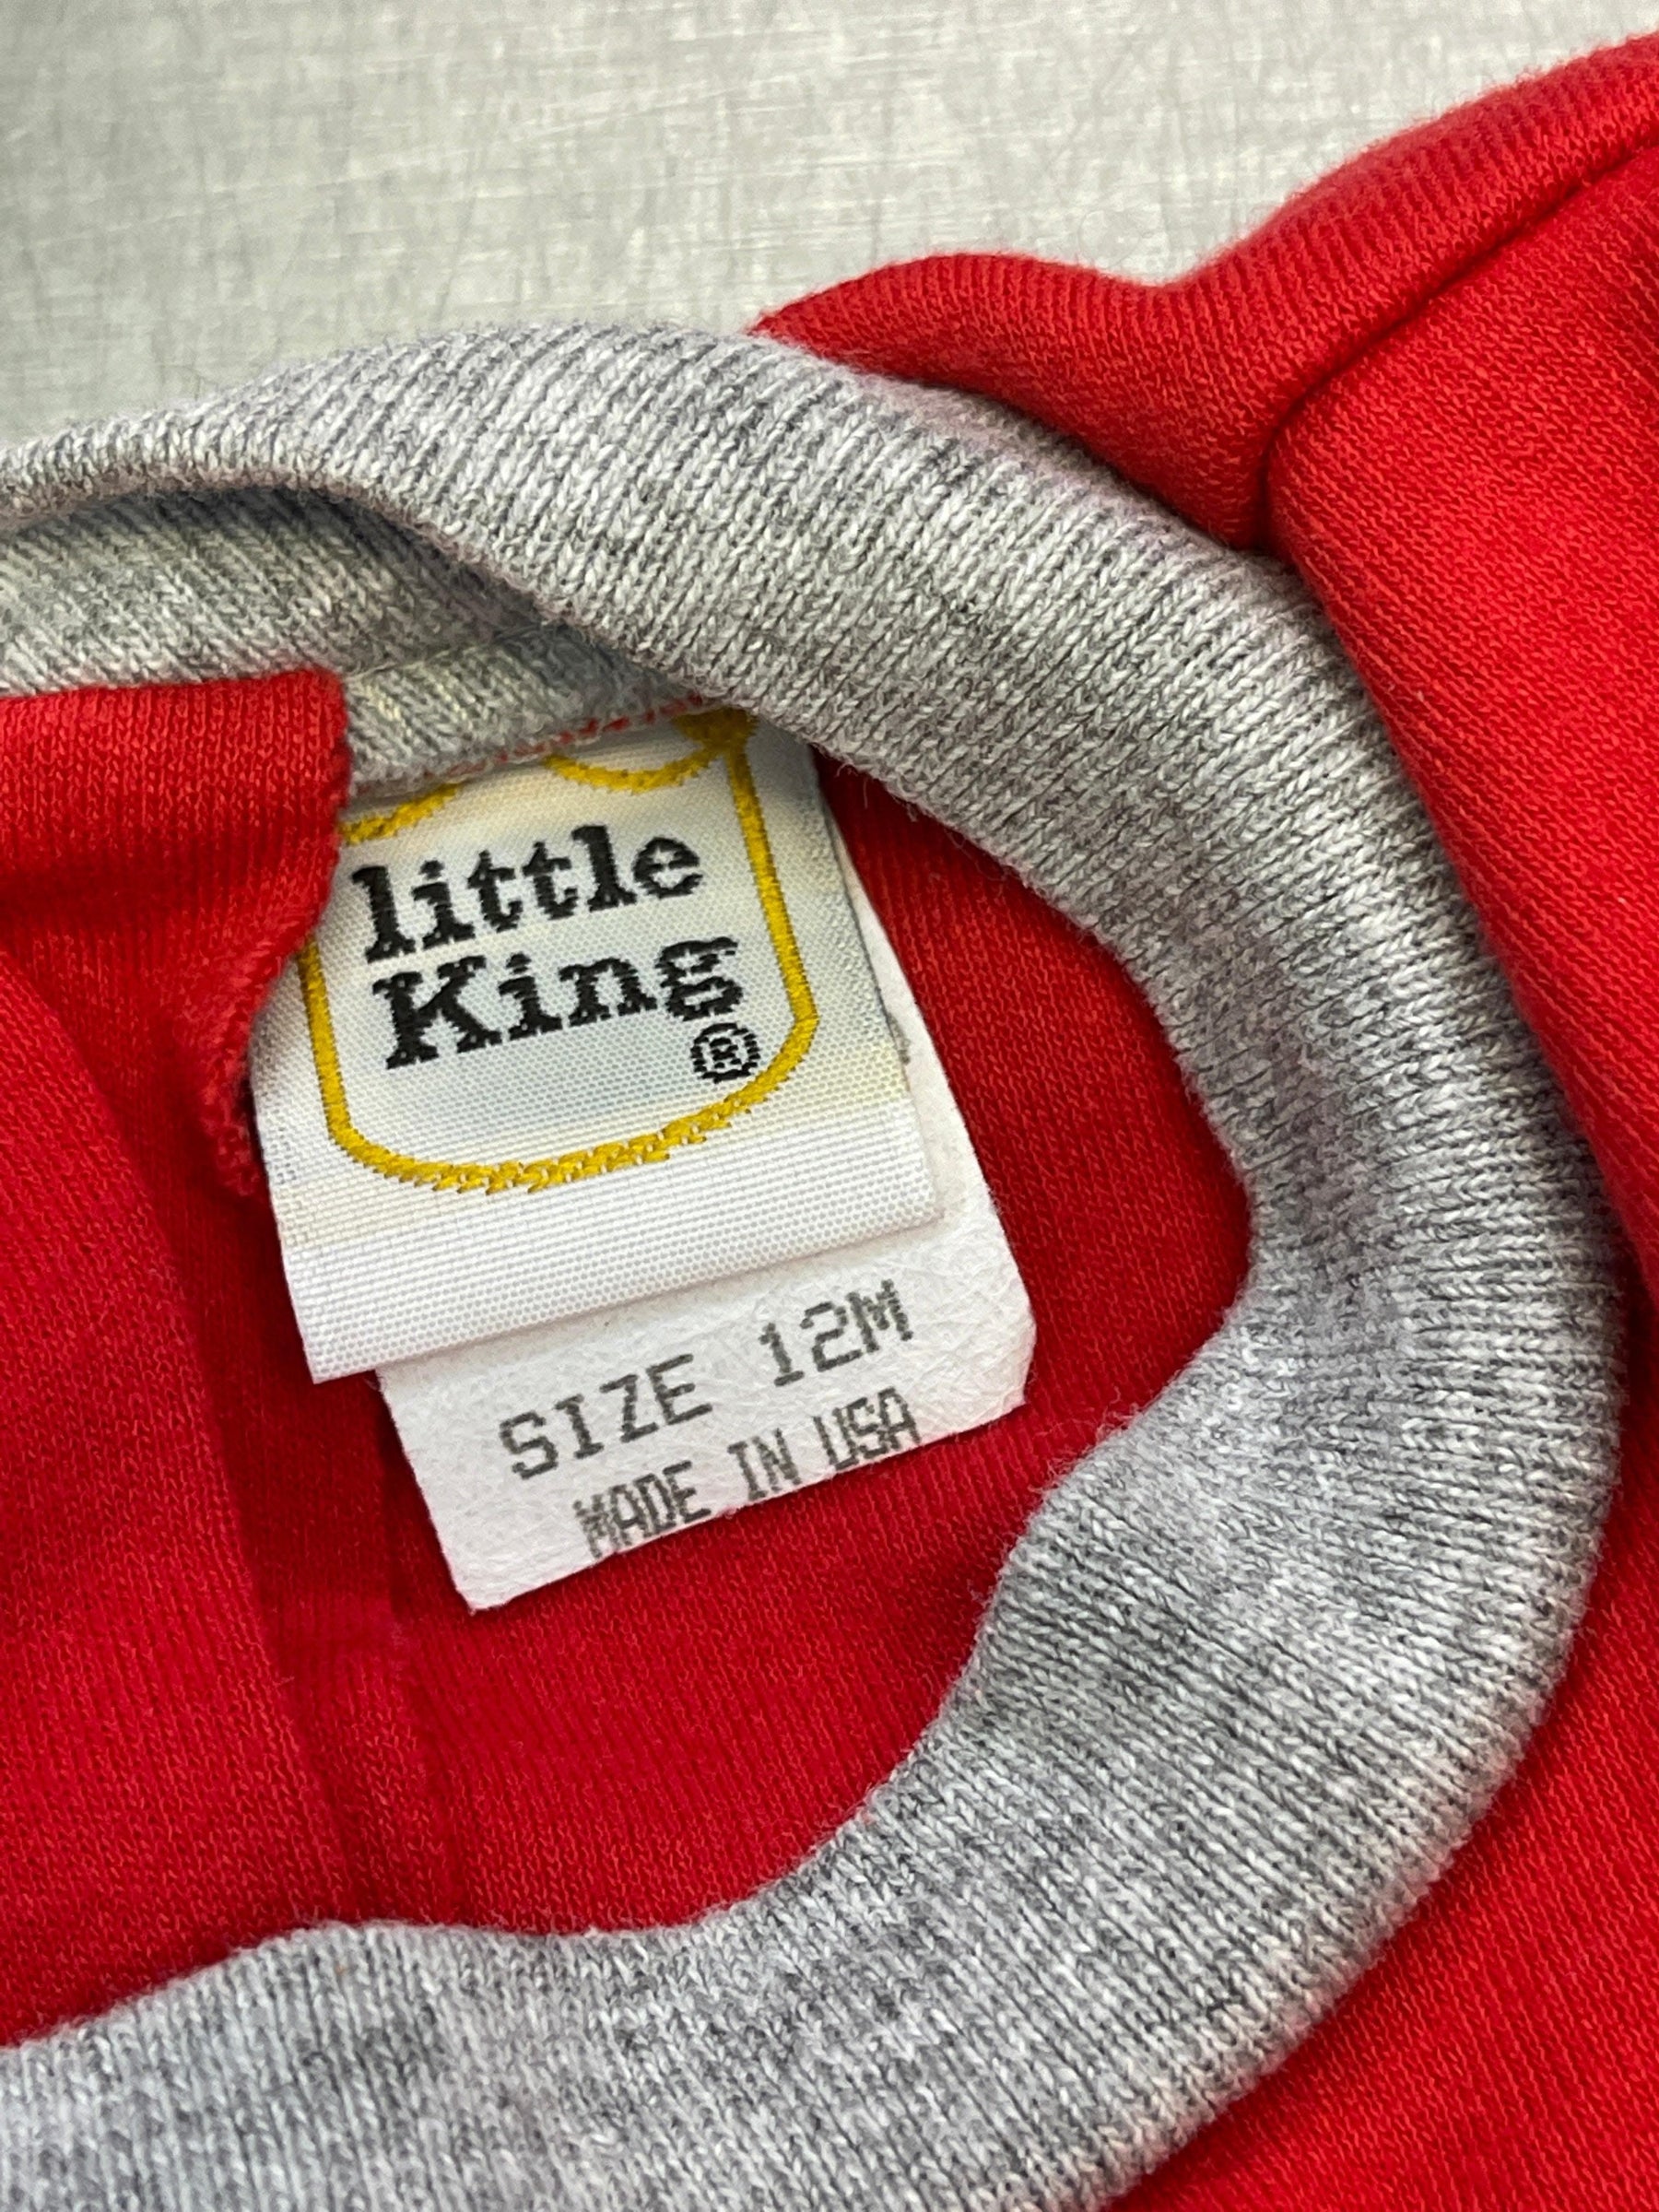 little
King
®
SIZE 12M
MADE IN USA